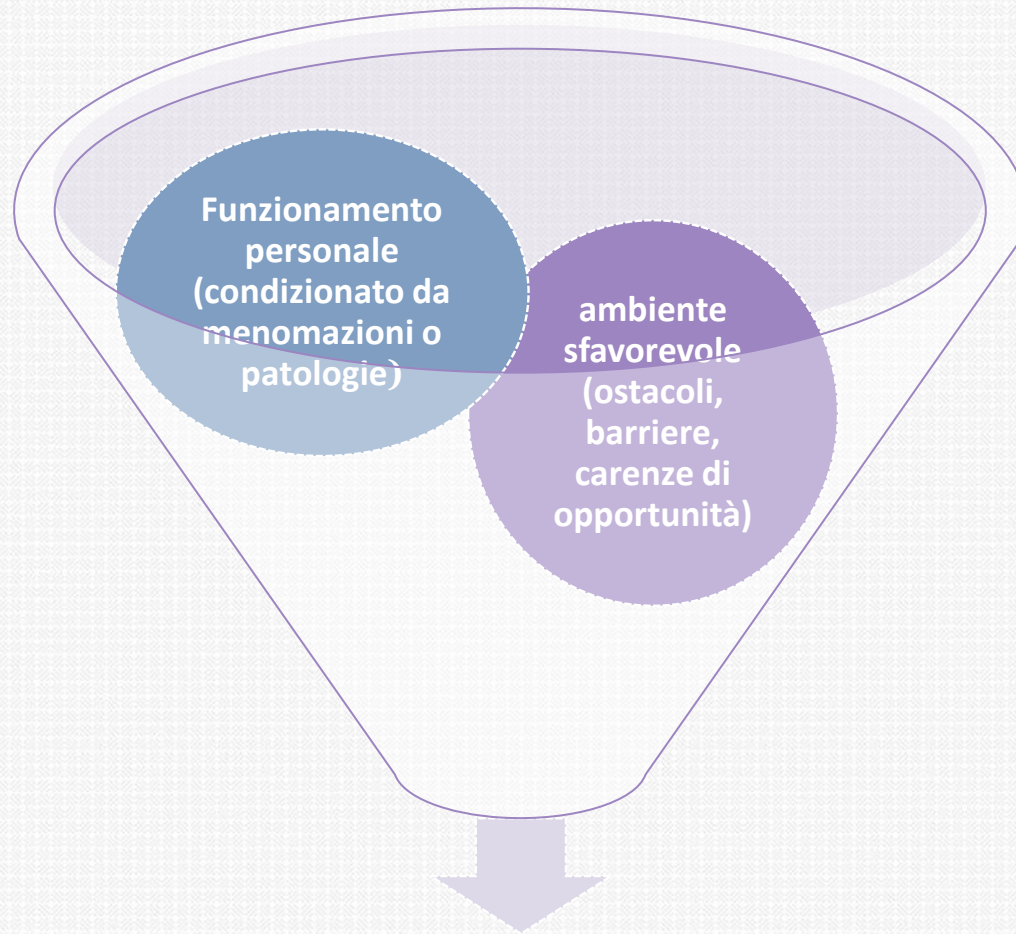 Funzionamento
personale
(condizionato da
menomazioni o
patologie)
ambiente
sfavorevole
(ostacoli,
barriere,
carenze di
opportunità)